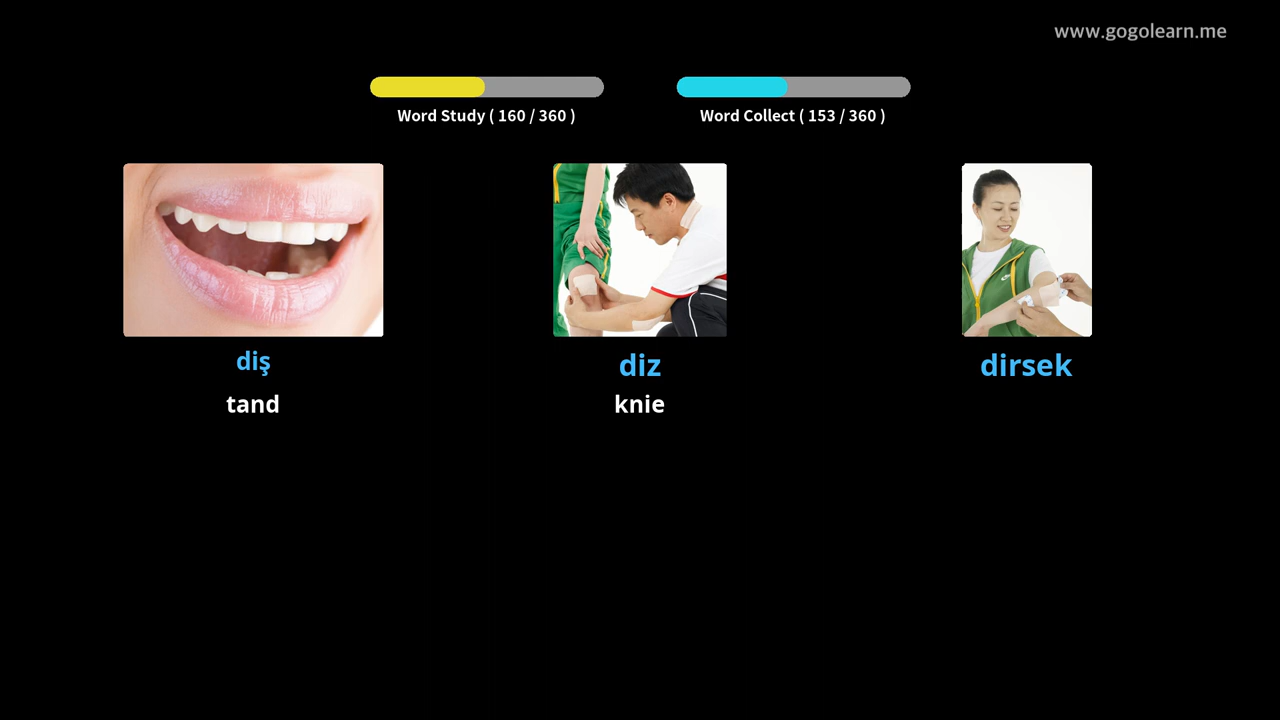 www.gogolearn.me
Word Study ( 160 / 360 )
Word Collect ( 153 / 360 )
diş
diz
dirsek
tand
knie